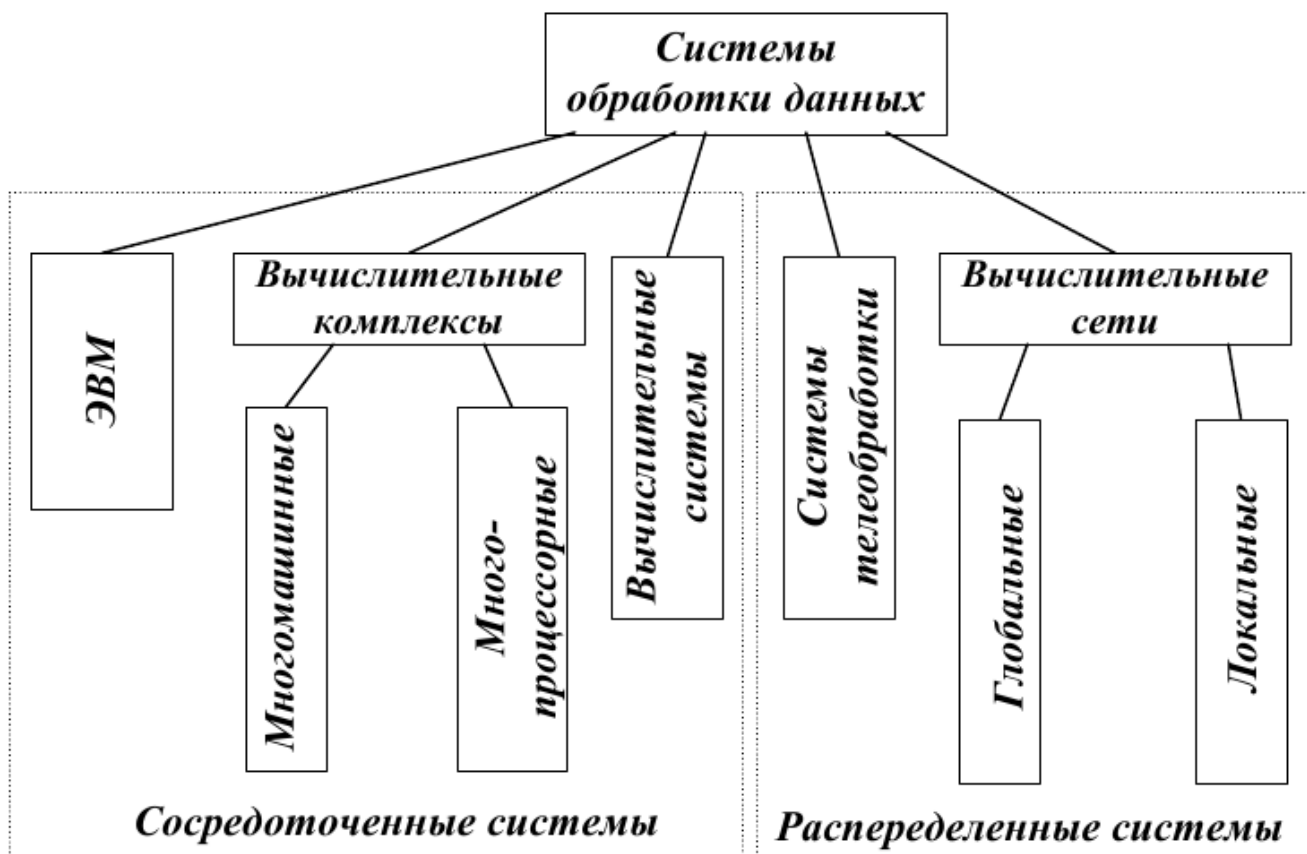 Системы
обработки данных
ЭВМ
Вычислительные
комплексы
Вычислительные
системы
Системы
телеобработки
Вычислительные
сети
Многомашинные
Много-
процессорные
Глобальные
Локальные
Сосредоточенные системы
Распеределенные системы